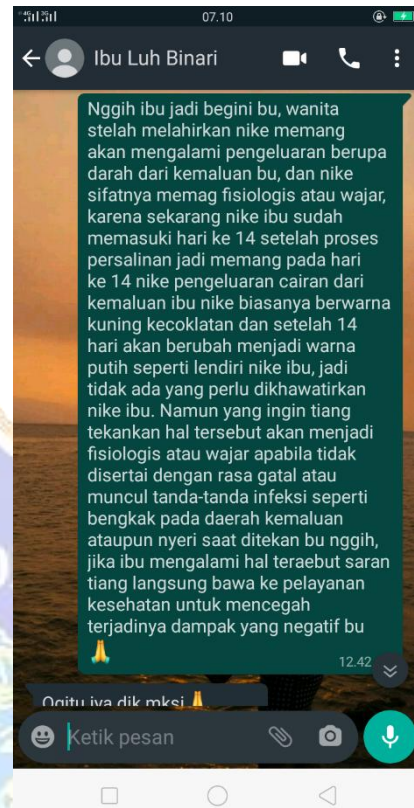 07.10
Ibu Luh Binari
Nggih ibu jadi begini bu, wanita
stelah melahirkan nike memang
akan mengalami pengeluaran berupa
darah dari kemaluan bu, dan nike
sifatnya memag fisiologis atau wajar,
karena sekarang nike ibu sudah
memasuki hari ke 14 setelah proses
persalinan jadi memang pada hari
ke 14 nike pengeluaran cairan dari
kemaluan ibu nike biasanya berwarna
kuning kecoklatan dan setelah 14
hari akan berubah menjadi warna
putih seperti lendiri nike ibu, jadi
tidak ada yang perlu dikhawatirkan
nike ibu. Namun yang ingin tiang
tekankan hal tersebut akan menjadi
fisiologis atau wajar apabila tidak
disertai dengan rasa gatal atau
muncul tanda-tanda infeksi seperti
bengkak pada daerah kemaluan
ataupun nyeri saat ditekan bu nggih,
jika ibu mengalami hal teraebut saran
tiang langsung bawa ke pelayanan
kesehatan untuk mencegah
terjadinya dampak yang negatif bu
🙏
12.42
Ogitu iya dik mksi 🙏
Ketik pesan